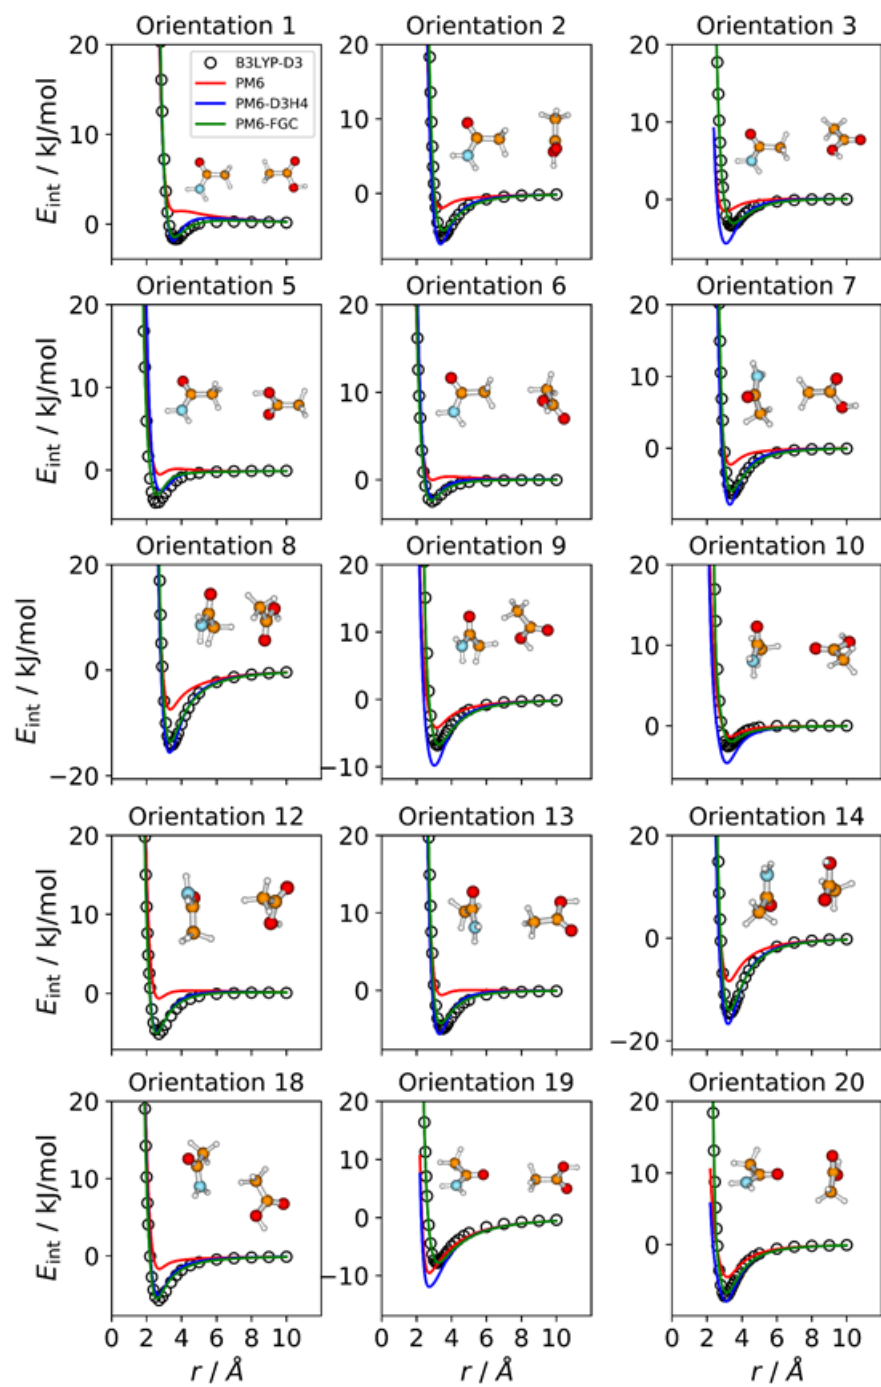 Orientation 1 Orientation 2 Orientation 3
20 20 20
B3LYP-D3
PM6
PM6-D3H4
PM6-FGC
10 10 10
0 0 0
E_int / kJ/mol
Orientation 5 Orientation 6 Orientation 7
20 20 20
10 10 10
0 0 0
E_int / kJ/mol
Orientation 8 Orientation 9 Orientation 10
20 20 20
10 10
0 0 0
−20 −10
E_int / kJ/mol
Orientation 12 Orientation 13 Orientation 14
20 20 20
10 10 10
0 0 0
−20
E_int / kJ/mol
Orientation 18 Orientation 19 Orientation 20
20 20 20
10 10 10
0 0 0
−10
E_int / kJ/mol
0 2 4 6 8 10 0 2 4 6 8 10 0 2 4 6 8 10
r / Å r / Å r / Å